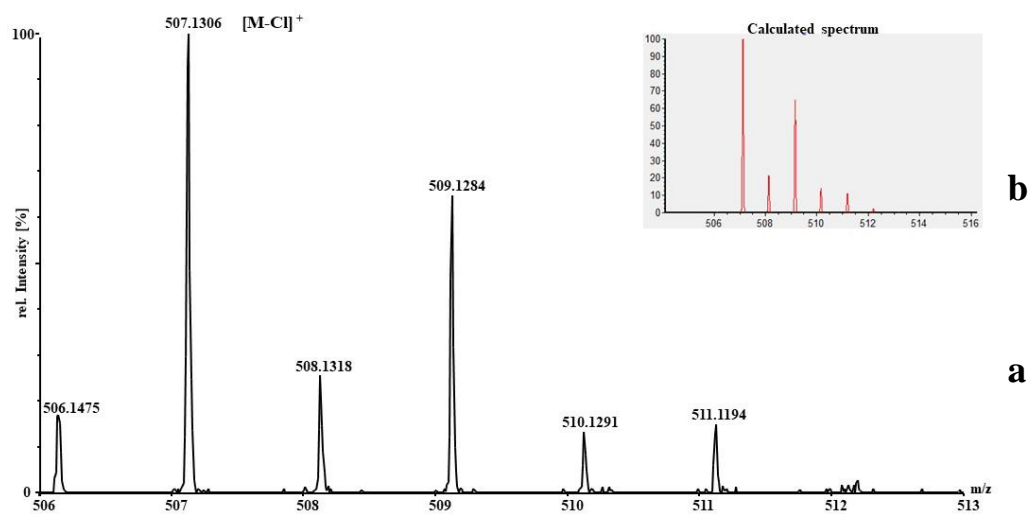 507.1306 [M-Cl]+
100-
Calculated spectrum
100
90
80
70
60
50
40
30
20
10
0
506 508 510 512 514 516
b
509.1284
rel. Intensity [%]
508.1318
a
506.1475
510.1291
511.1194
0
506 507 508 509 510 511 512 513
m/z